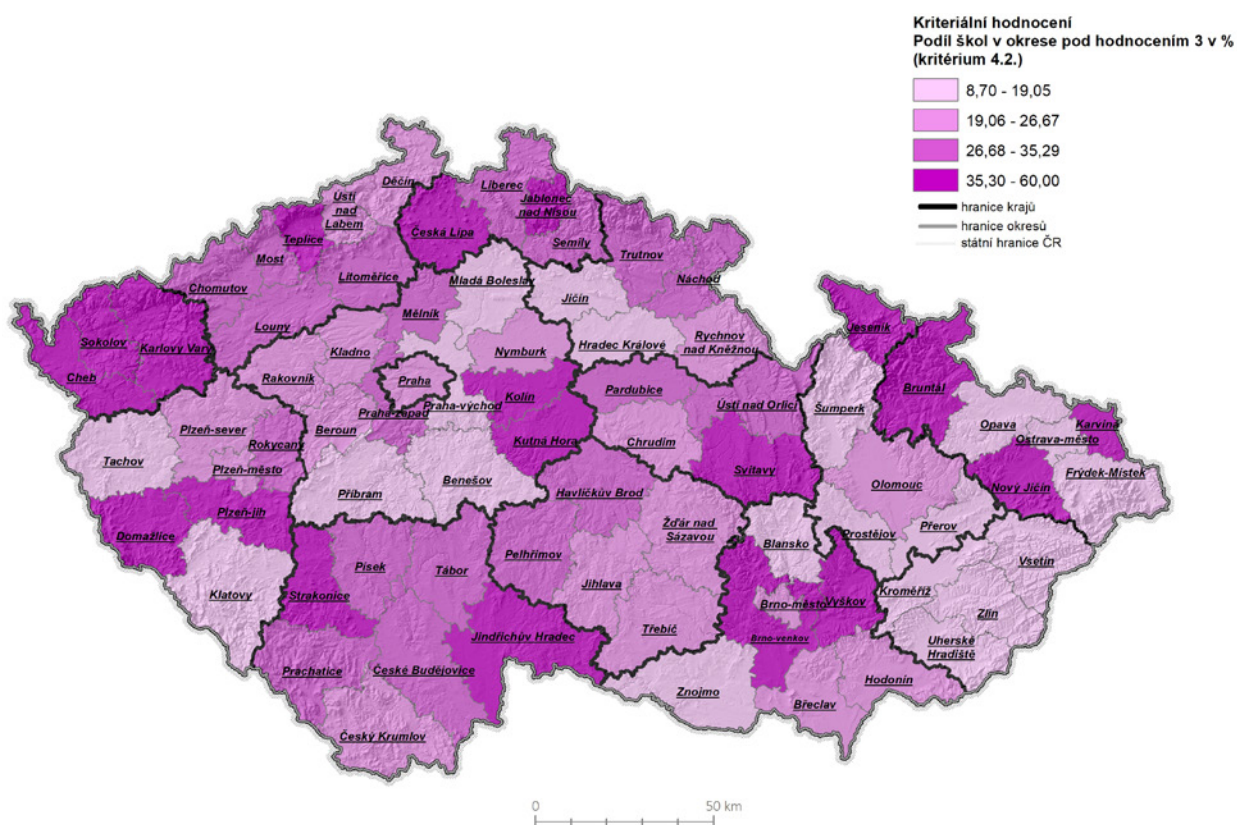 Kriteriální hodnocení
Podíl škol v okrese pod hodnocením 3 v %
(kritérium 4.2.)
8,70 - 19,05
19,06 - 26,67
26,68 - 35,29
35,30 - 60,00
hranice krajů
hranice okresů
státní hranice ČR
Děčín
Ústí
nad
Labem
Teplice
Most
Chomutov
Litoměřice
Louny
Česká Lípa
Liberec
Jablonec
nad Nisou
Semily
Trutnov
Náchod
Jičín
Hradec Králové
Rychnov
nad Kněžnou
Mladá Boleslav
Mělník
Nymburk
Kladno
Rakovník
Praha
Praha-západ
Praha-východ
Beroun
Kolín
Kutná Hora
Benešov
Příbram
Sokolov
Karlovy Vary
Cheb
Plzeň-sever
Rokycany
Tachov
Plzeň-město
Plzeň-jih
Domažlice
Klatovy
Pardubice
Ústí nad Orlicí
Chrudim
Svitavy
Jeseník
Bruntál
Šumperk
Opava
Ostrava-město
Karviná
Nový Jičín
Frýdek-Místek
Olomouc
Přerov
Prostějov
Vsetín
Kroměříž
Zlín
Uherské
Hradiště
Havlíčkův Brod
Žďár nad
Sázavou
Pelhřimov
Jihlava
Třebíč
Blansko
Brno-město
Vyškov
Brno-venkov
Znojmo
Břeclav
Hodonín
Písek
Tábor
Strakonice
Jindřichův Hradec
Prachatice
České Budějovice
Český Krumlov
0 50 km